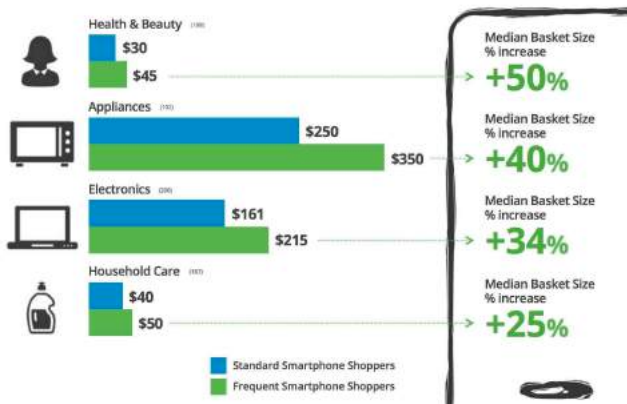 Health & Beauty
$30
$45
Median Basket Size
% increase
+50%
Appliances
$250
$350
Median Basket Size
% increase
+40%
Electronics
$161
$215
Median Basket Size
% increase
+34%
Household Care
$40
$50
Median Basket Size
% increase
+25%
Standard Smartphone Shoppers
Frequent Smartphone Shoppers